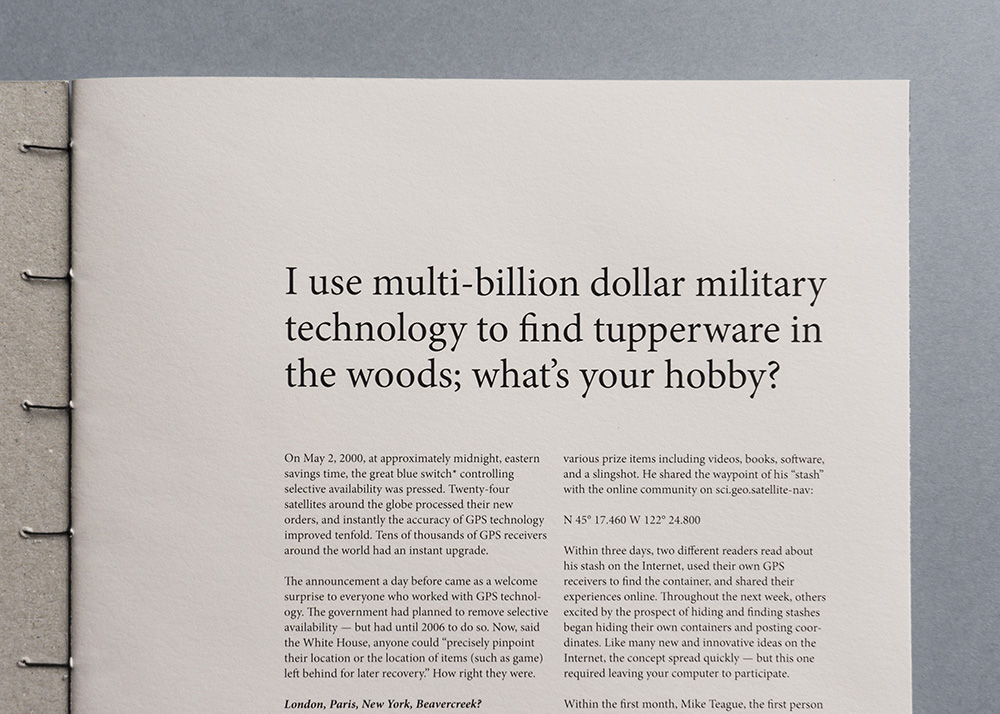 I use multi-billion dollar military
technology to find tupperware in
the woods; what's your hobby?
On May 2, 2000, at approximately midnight, eastern
savings time, the great blue switch* controlling
selective availability was pressed. Twenty-four
satellites around the globe processed their new
orders, and instantly the accuracy of GPS technology
improved tenfold. Tens of thousands of GPS receivers
around the world had an instant upgrade.
The announcement a day before came as a welcome
surprise to everyone who worked with GPS technol-
ogy. The government had planned to remove selective
availability — but had until 2006 to do so. Now, said
the White House, anyone could “precisely pinpoint
their location or the location of items (such as game)
left behind for later recovery.” How right they were.
London, Paris, New York, Beavercreek?
various prize items including videos, books, software,
and a slingshot. He shared the waypoint of his “stash”
with the online community on sci.geo.satellite-nav:
N 45° 17.460 W 122° 24.800
Within three days, two different readers read about
his stash on the Internet, used their own GPS
receivers to find the container, and shared their
experiences online. Throughout the next week, others
excited by the prospect of hiding and finding stashes
began hiding their own containers and posting coor-
dinates. Like many new and innovative ideas on the
Internet, the concept spread quickly — but this one
required leaving your computer to participate.
Within the first month, Mike Teague, the first person